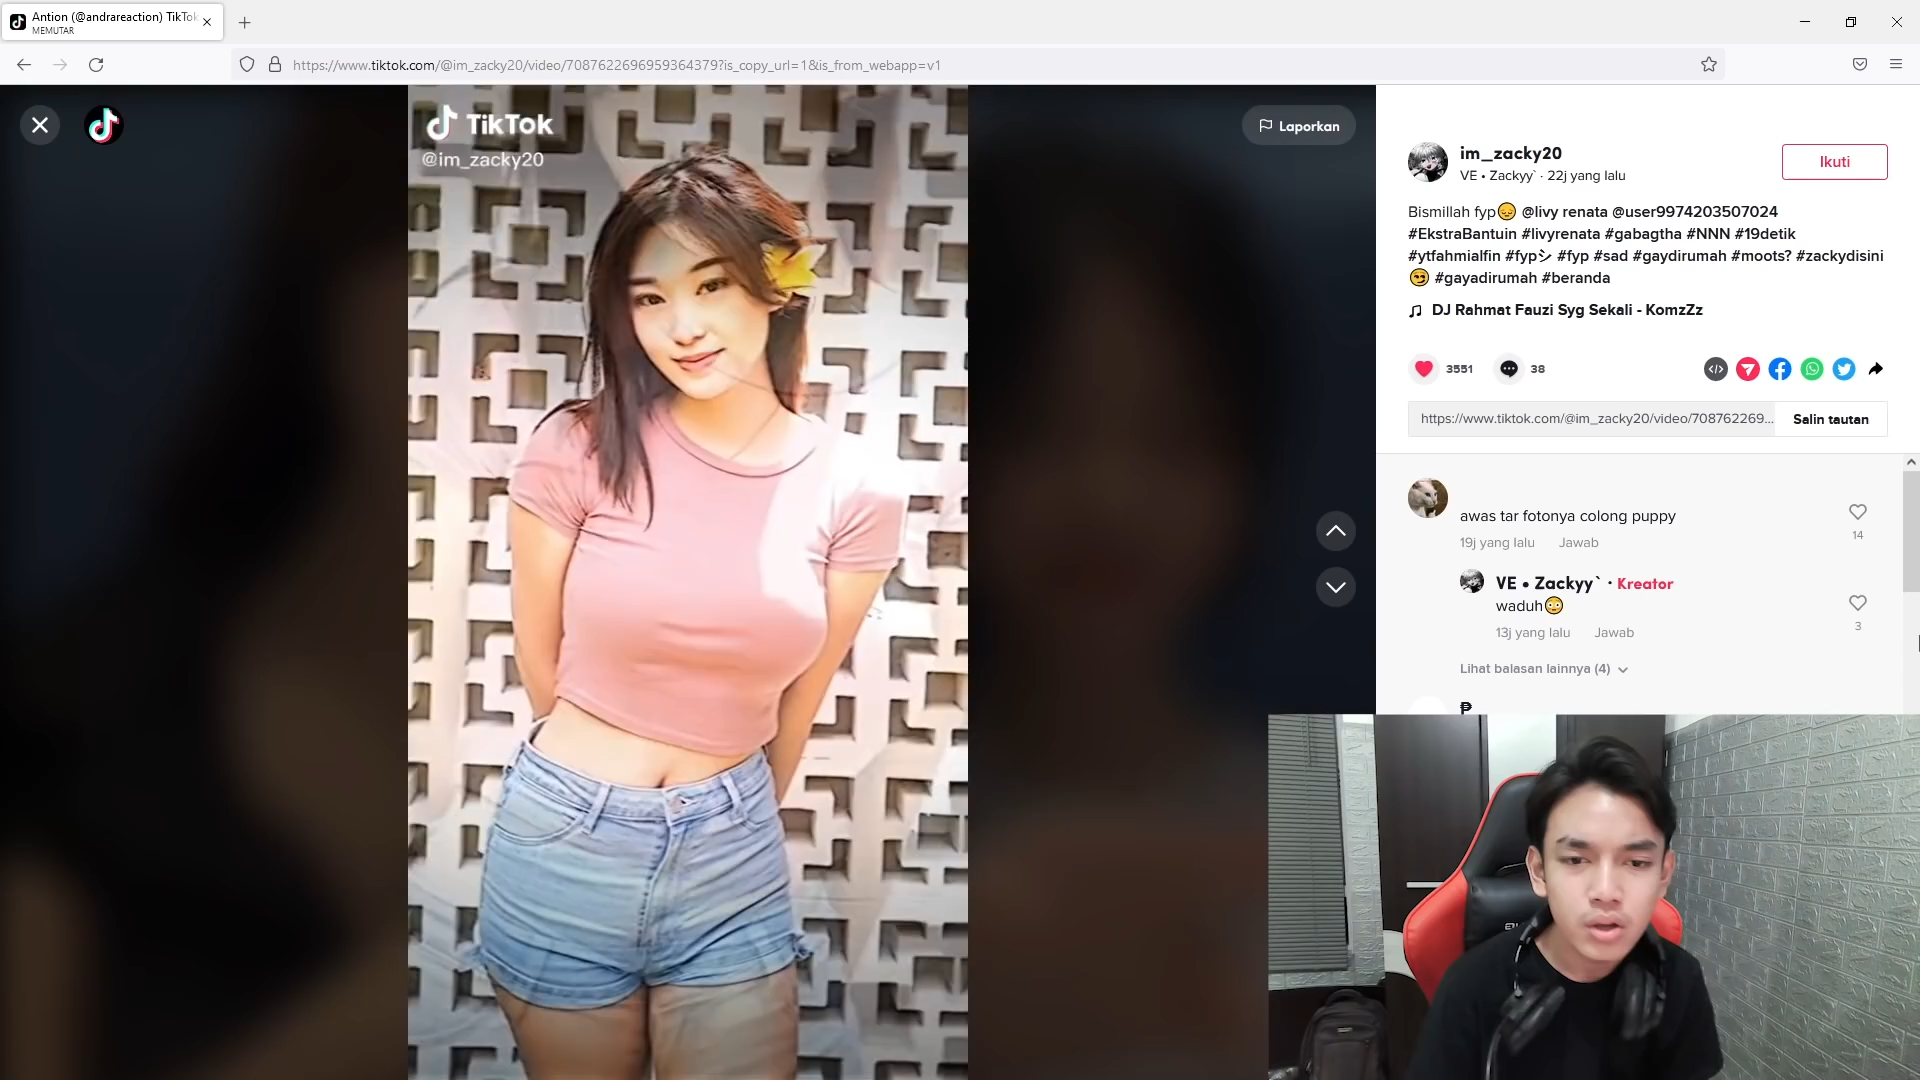 Antion (@andrareaction) TikTok
MEMUTAR
https://www.tiktok.com/@im_zacky20/video/7087622696959364379?is_copy_url=1&is_from_webapp=v1
TikTok
@im_zacky20
Laporkan
im_zacky20
VE • Zackyy` · 22j yang lalu
Ikuti
Bismillah fyp😔 @livy renata @user9974203507024
#EkstraBantuin #livyrenata #gabagtha #NNN #19detik
#ytfahmialfin #fypシ #fyp #sad #gaydirumah #moots? #zackydisini
😏 #gayadirumah #beranda
DJ Rahmat Fauzi Syg Sekali - KomzZz
3551
38
https://www.tiktok.com/@im_zacky20/video/708762269...
Salin tautan
awas tar fotonya colong puppy
14
19j yang lalu Jawab
VE • Zackyy` · Kreator
waduh😳
3
13j yang lalu Jawab
Lihat balasan lainnya (4)
₱